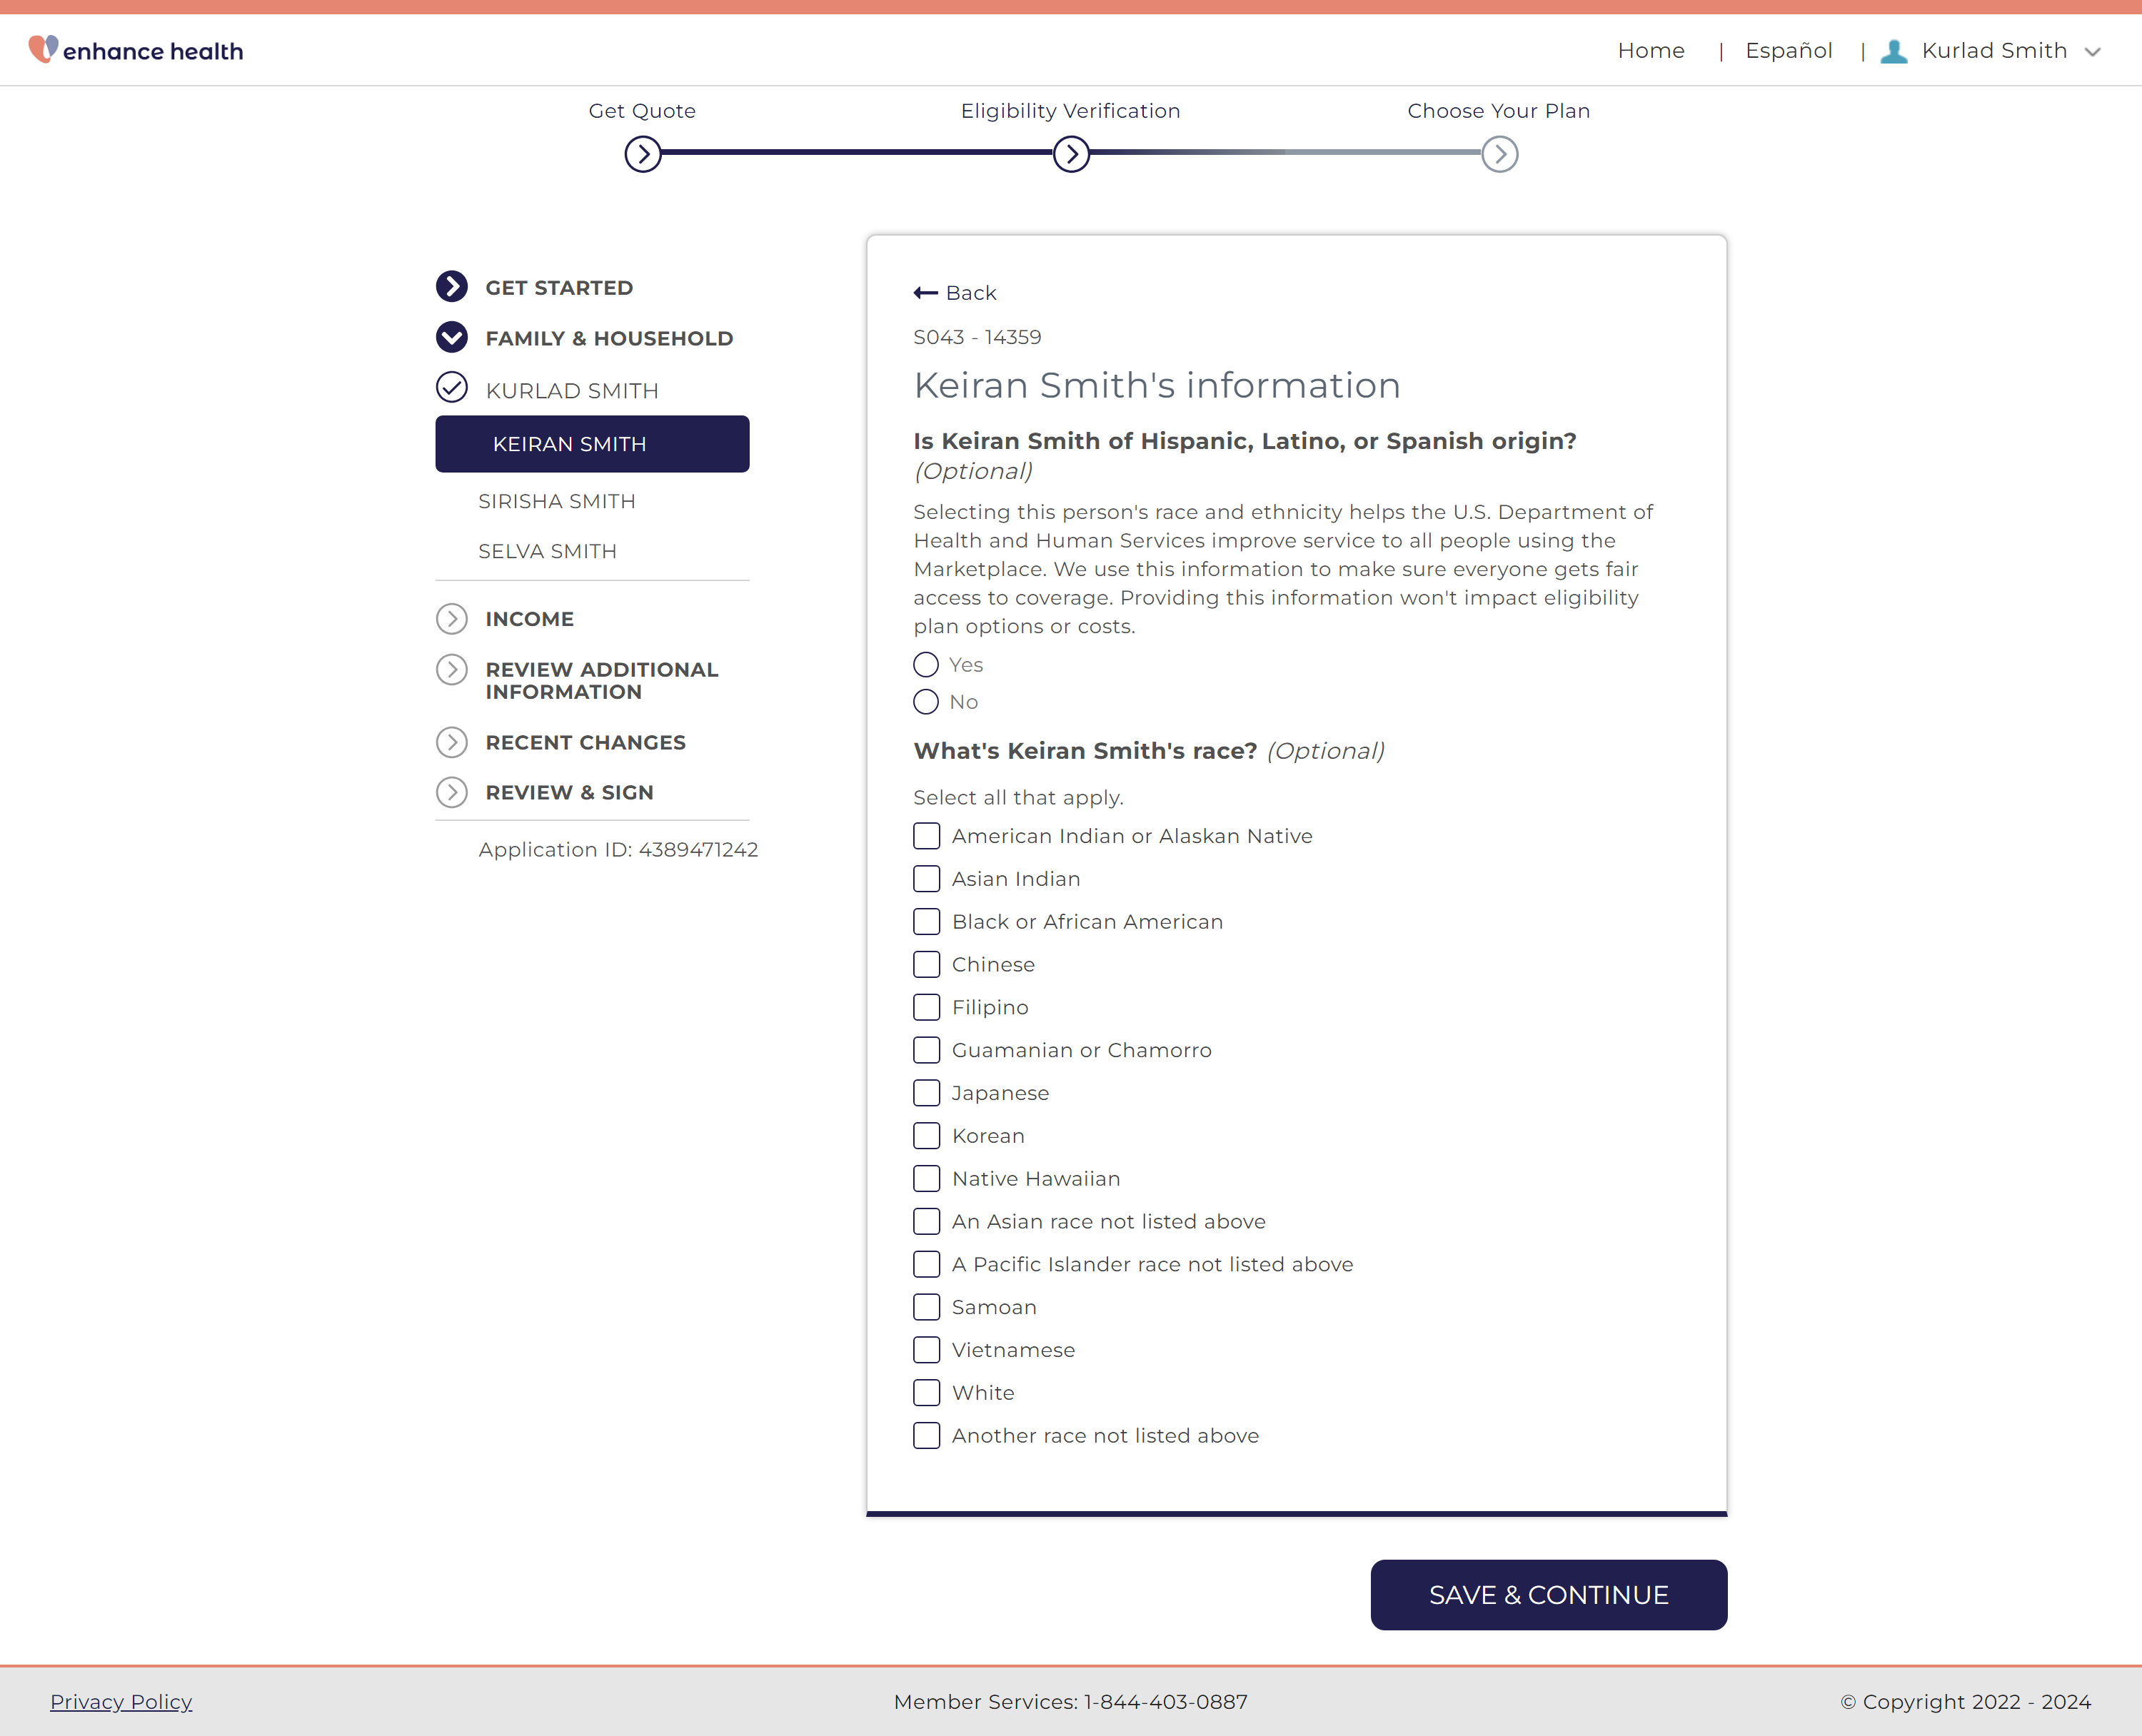 enhance health
Home | Español | Kurlad Smith
Get Quote
Eligibility Verification
Choose Your Plan
GET STARTED
FAMILY & HOUSEHOLD
KURLAD SMITH
KEIRAN SMITH
SIRISHA SMITH
SELVA SMITH
INCOME
REVIEW ADDITIONAL
INFORMATION
RECENT CHANGES
REVIEW & SIGN
Application ID: 4389471242
Back
S043 - 14359
Keiran Smith's information
Is Keiran Smith of Hispanic, Latino, or Spanish origin?
(Optional)
Selecting this person's race and ethnicity helps the U.S. Department of
Health and Human Services improve service to all people using the
Marketplace. We use this information to make sure everyone gets fair
access to coverage. Providing this information won't impact eligibility
plan options or costs.
Yes
No
What's Keiran Smith's race? (Optional)
Select all that apply.
American Indian or Alaskan Native
Asian Indian
Black or African American
Chinese
Filipino
Guamanian or Chamorro
Japanese
Korean
Native Hawaiian
An Asian race not listed above
A Pacific Islander race not listed above
Samoan
Vietnamese
White
Another race not listed above
SAVE & CONTINUE
Privacy Policy
Member Services: 1-844-403-0887
© Copyright 2022 - 2024